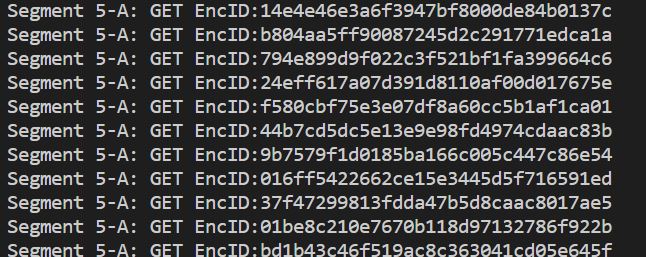 Segment 5-A: GET EncID:14e4e46e3a6f3947bf8000de84b0137c
Segment 5-A: GET EncID:b804aa5ff90087245d2c291771edca1a
Segment 5-A: GET EncID:794e899d9f022c3f521bf1fa399664c6
Segment 5-A: GET EncID:24eff617a07d391d8110af00d017675e
Segment 5-A: GET EncID:f580cbf75e3e07df8a60cc5b1af1ca01
Segment 5-A: GET EncID:44b7cd5dc5e13e9e98fd4974cdaac83b
Segment 5-A: GET EncID:9b7579f1d0185ba166c005c447c86e54
Segment 5-A: GET EncID:016ff5422662ce15e3445d5f716591ed
Segment 5-A: GET EncID:37f47299813fdda47b5d8caac8017ae5
Segment 5-A: GET EncID:01be8c210e7670b118d97132786f922b
Segment 5-A: GET EncID:bd1b43c46f519ac8c363041cd05e645f